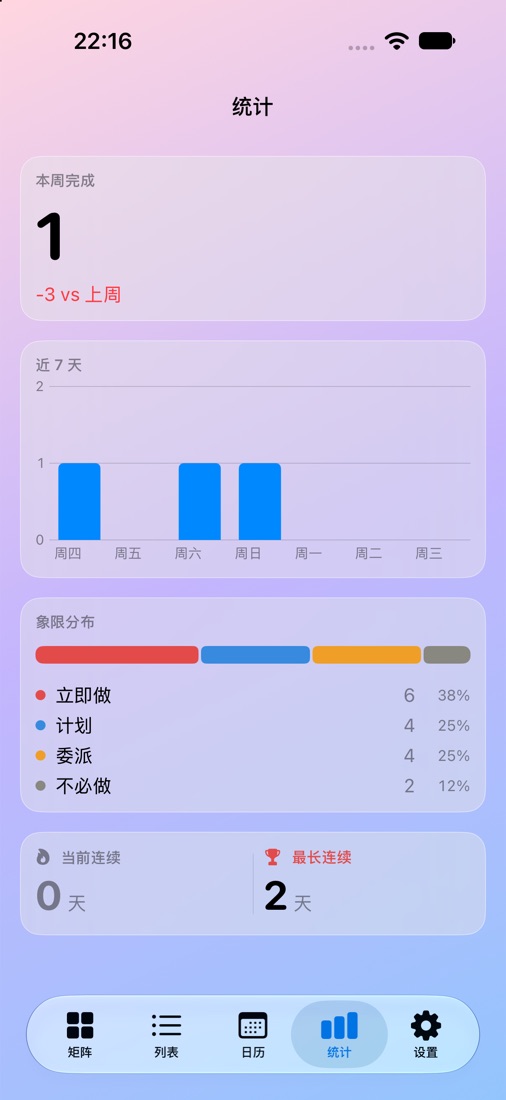 22:16
统计
本周完成
1
-3 vs 上周
近 7 天
2
1
0
周四 周五 周六 周日 周一 周二 周三
象限分布
立即做 6 38%
计划 4 25%
委派 4 25%
不必做 2 12%
当前连续 最长连续
0 天 2 天
矩阵 列表 日历 统计 设置